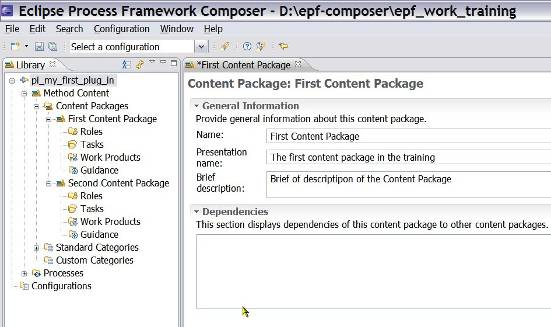 Eclipse Process Framework Composer - D:\epf-composer\epf_work_training
File Edit Search Configuration Window Help
Select a configuration
Library
pl_my_first_plug_in
Method Content
Content Packages
First Content Package
Roles
Tasks
Work Products
Guidance
Second Content Package
Roles
Tasks
Work Products
Guidance
Standard Categories
Custom Categories
Processes
Configurations
*First Content Package
Content Package: First Content Package
General Information
Provide general information about this content package.
Name: First Content Package
Presentation name: The first content package in the training
Brief description: Brief of descriptipon of the Content Package
Dependencies
This section displays dependencies of this content package to other content packages.